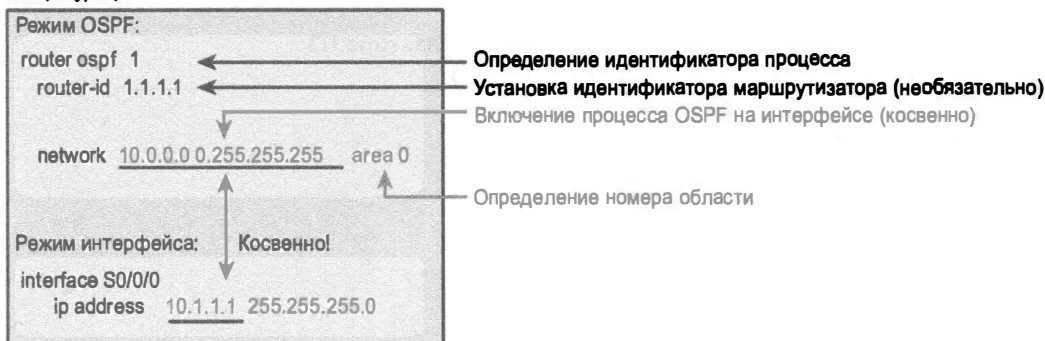 Режим OSPF:
router ospf 1
Определение идентификатора процесса
router-id 1.1.1.1
Установка идентификатора маршрутизатора (необязательно)
Включение процесса OSPF на интерфейсе (косвенно)
network 10.0.0.0 0.255.255.255 area 0
Определение номера области
Режим интерфейса: Косвенно!
interface S0/0/0
ip address 10.1.1.1 255.255.255.0